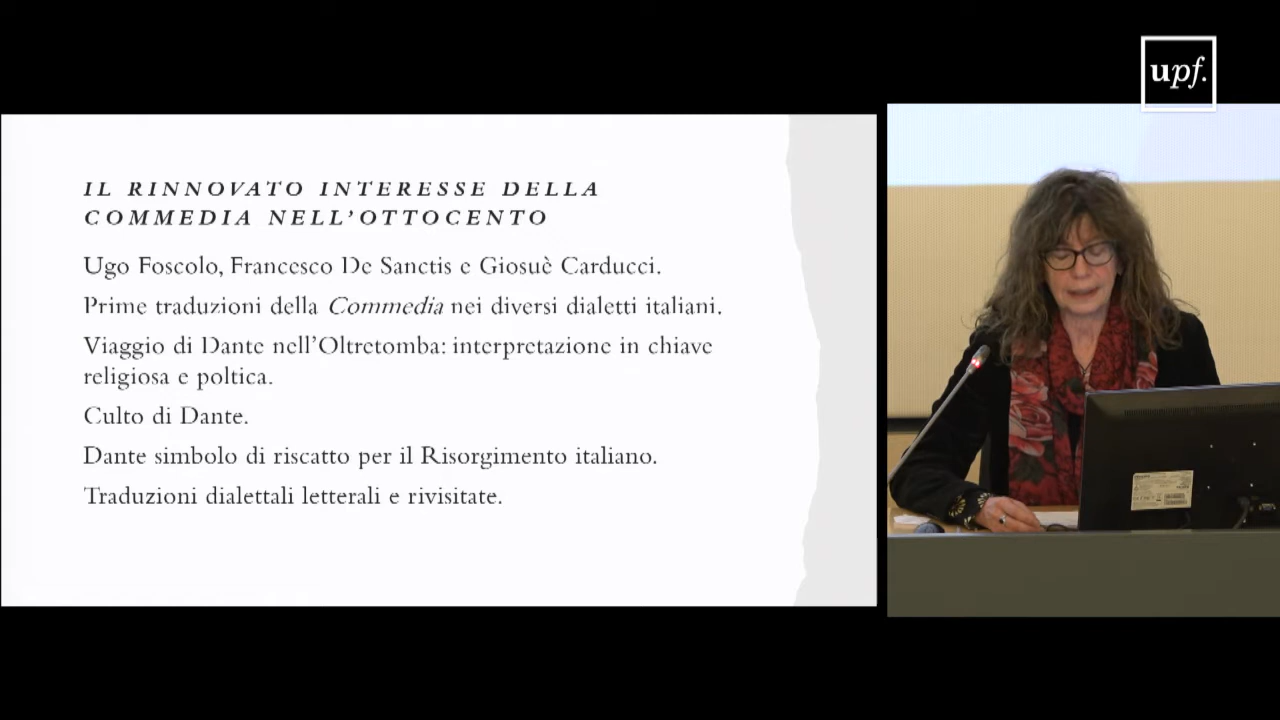 upf.
IL RINNOVATO INTERESSE DELLA
COMMEDIA NELL'OTTOCENTO
Ugo Foscolo, Francesco De Sanctis e Giosuè Carducci.
Prime traduzioni della Commedia nei diversi dialetti italiani.
Viaggio di Dante nell'Oltretomba: interpretazione in chiave
religiosa e poltica.
Culto di Dante.
Dante simbolo di riscatto per il Risorgimento italiano.
Traduzioni dialettali letterali e rivisitate.